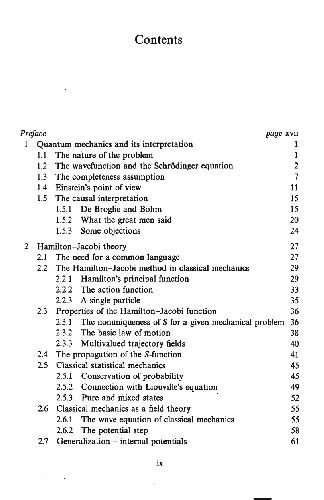 Contents
Preface page xvii
1 Quantum mechanics and its interpretation 1
1.1 The nature of the problem 1
1.2 The wavefunction and the Schrödinger equation 2
1.3 The completeness assumption 7
1.4 Einstein's point of view 11
1.5 The causal interpretation 15
1.5.1 De Broglie and Bohm 15
1.5.2 What the great men said 20
1.5.3 Some objections 24
2 Hamilton–Jacobi theory 27
2.1 The need for a common language 27
2.2 The Hamilton–Jacobi method in classical mechanics 29
2.2.1 Hamilton's principal function 29
2.2.2 The action function 33
2.2.3 A single particle 35
2.3 Properties of the Hamilton–Jacobi function 36
2.3.1 The nonuniqueness of S for a given mechanical problem 36
2.3.2 The basic law of motion 38
2.3.3 Multivalued trajectory fields 40
2.4 The propagation of the S-function 41
2.5 Classical statistical mechanics 45
2.5.1 Conservation of probability 45
2.5.2 Connection with Liouville's equation 49
2.5.3 Pure and mixed states 52
2.6 Classical mechanics as a field theory 55
2.6.1 The wave equation of classical mechanics 55
2.6.2 The potential step 58
2.7 Generalization – internal potentials 61
ix